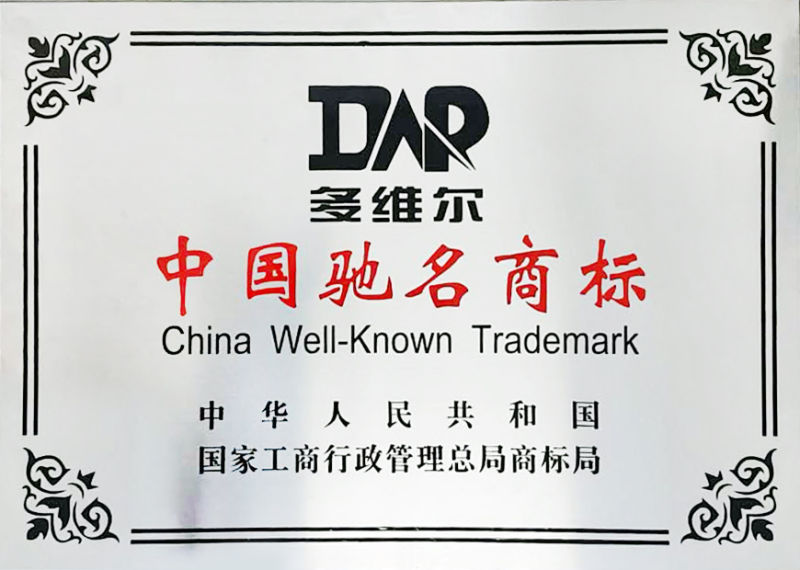 DAR
多维尔
中国驰名商标
China Well-Known Trademark
中华人民共和国
国家工商行政管理总局商标局